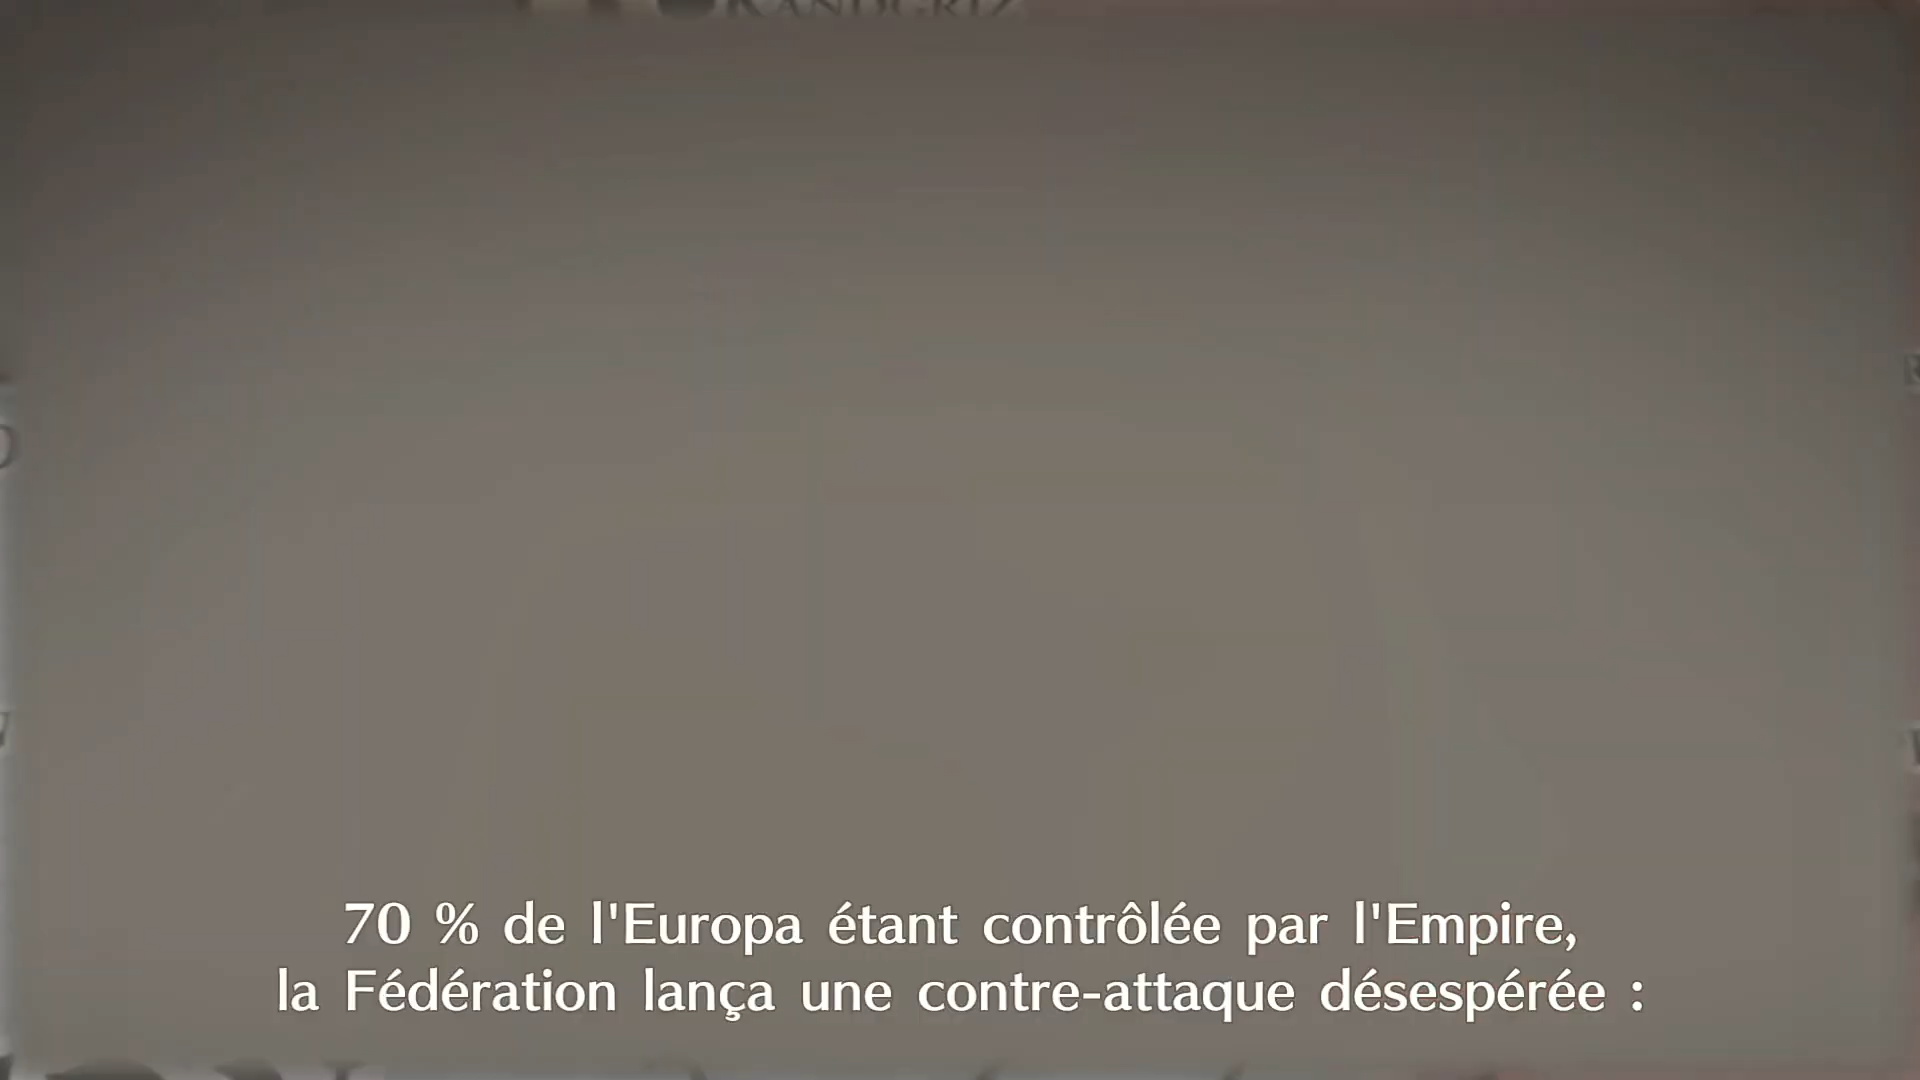 70 % de l'Europa étant contrôlée par l'Empire,
la Fédération lança une contre-attaque désespérée :